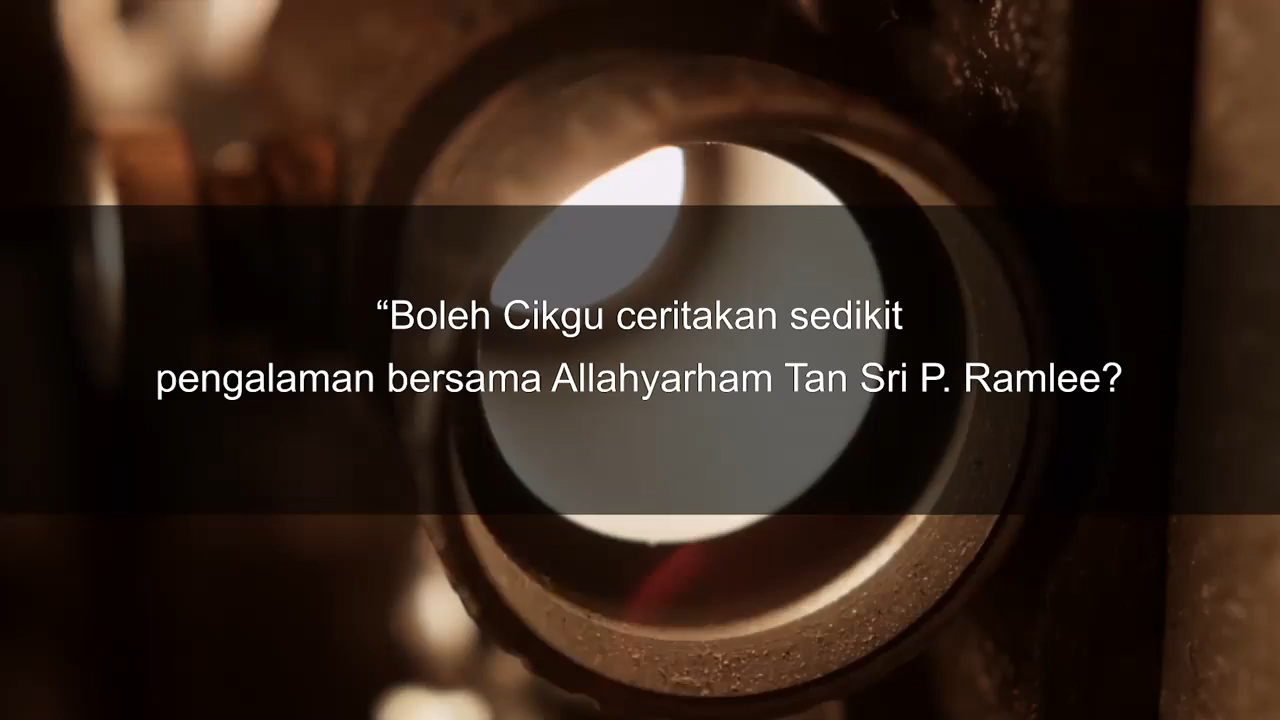 “Boleh Cikgu ceritakan sedikit
pengalaman bersama Allahyarham Tan Sri P. Ramlee?